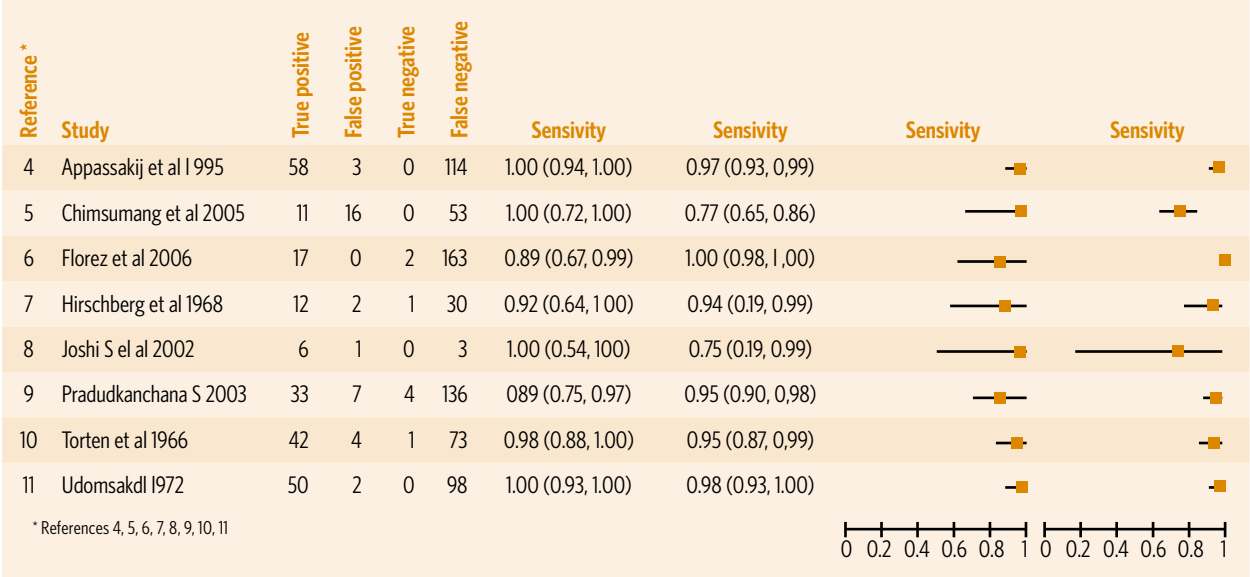 Reference * Study True positive False positive True negative False negative Sensivity Sensivity Sensivity Sensivity
4 Appassakij et al l 995 58 3 0 114 1.00 (0.94, 1.00) 0.97 (0.93, 0,99)
5 Chimsumang et al 2005 11 16 0 53 1.00 (0.72, 1.00) 0.77 (0.65, 0.86)
6 Florez et al 2006 17 0 2 163 0.89 (0.67, 0.99) 1.00 (0.98, l ,00)
7 Hirschberg et al 1968 12 2 1 30 0.92 (0.64, 1 00) 0.94 (0.19, 0.99)
8 Joshi S el al 2002 6 1 0 3 1.00 (0.54, 100) 0.75 (0.19, 0.99)
9 Pradudkanchana S 2003 33 7 4 136 089 (0.75, 0.97) 0.95 (0.90, 0,98)
10 Torten et al 1966 42 4 1 73 0.98 (0.88, 1.00) 0.95 (0.87, 0.99)
11 Udomsakdl l972 50 2 0 98 1.00 (0.93, 1.00) 0.98 (0.93, 1.00)
* References 4, 5, 6, 7, 8, 9, 10, 11
0 0.2 0.4 0.6 0.8 1 0 0.2 0.4 0.6 0.8 1